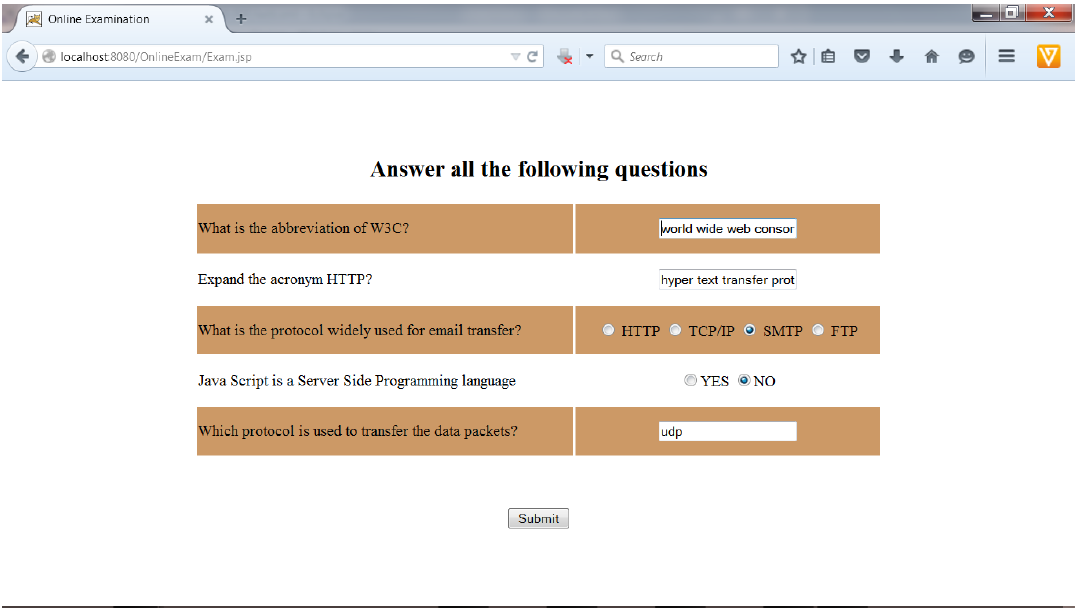 Online Examination
localhost:8080/OnlineExam/Exam.jsp
Search
Answer all the following questions
What is the abbreviation of W3C?
world wide web consor
Expand the acronym HTTP?
hyper text transfer prot
What is the protocol widely used for email transfer?
HTTP TCP/IP SMTP FTP
Java Script is a Server Side Programming language
YES NO
Which protocol is used to transfer the data packets?
udp
Submit